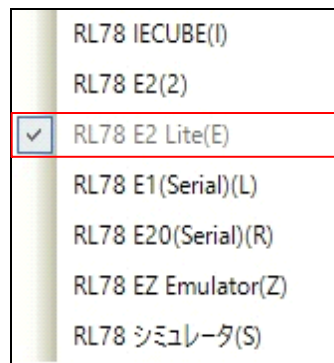 RL78 IECUBE(I)
RL78 E2(2)
RL78 E2 Lite(E)
RL78 E1(Serial)(L)
RL78 E20(Serial)(R)
RL78 EZ Emulator(Z)
RL78 シミュレータ(S)